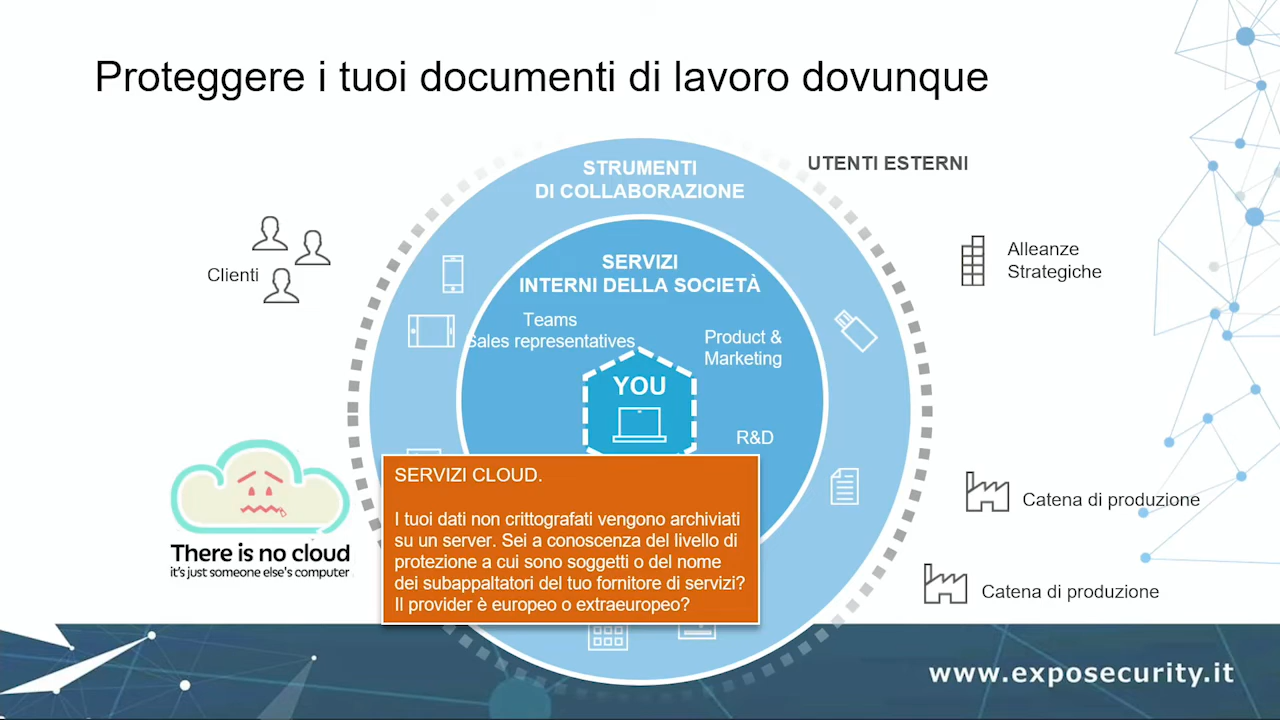 Proteggere i tuoi documenti di lavoro dovunque
STRUMENTI
DI COLLABORAZIONE
UTENTI ESTERNI
Clienti
SERVIZI
INTERNI DELLA SOCIETÀ
Alleanze
Strategiche
Teams
Sales representatives
Product &
Marketing
YOU
R&D
SERVIZI CLOUD.
I tuoi dati non crittografati vengono archiviati
su un server. Sei a conoscenza del livello di
protezione a cui sono soggetti o del nome
dei subappaltatori del tuo fornitore di servizi?
Il provider è europeo o extraeuropeo?
There is no cloud
it's just someone else's computer
Catena di produzione
Catena di produzione
www.exposecurity.it